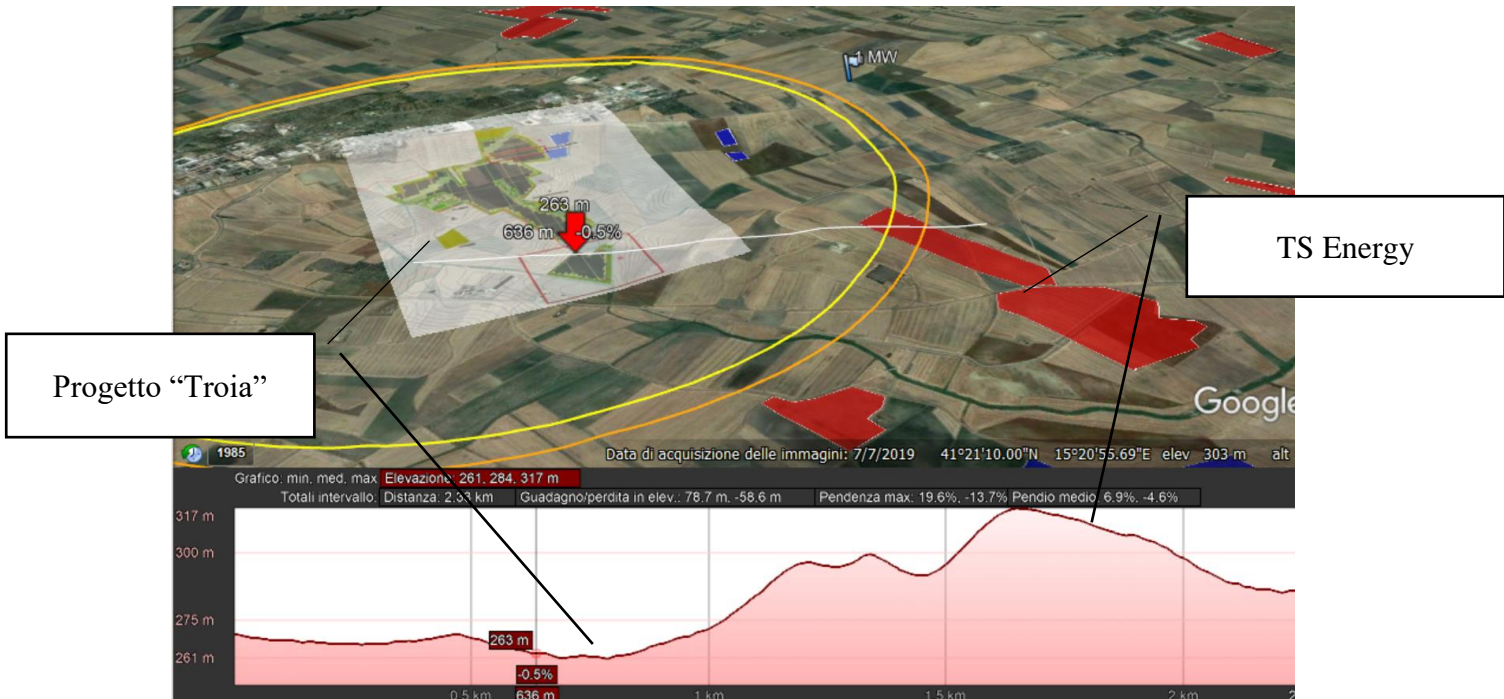 1 MW
263 m
636 m -0.5%
TS Energy
Progetto “Troia”
Google
1985
Data di acquisizione delle immagini: 7/7/2019 41°21'10.00"N 15°20'55.69"E elev 303 m alt
Grafico: min. med. max Elevazione: 261, 284, 317 m
Totali intervallo: Distanza: 2.33 km Guadagno/perdita in elev.: 78.7 m, -58.6 m Pendenza max: 19.6%, -13.7% Pendio medio: 6.9%, -4.6%
317 m
300 m
275 m
263 m
261 m
-0.5%
0.5 km 636 m 1 km 1.5 km 2 km 2